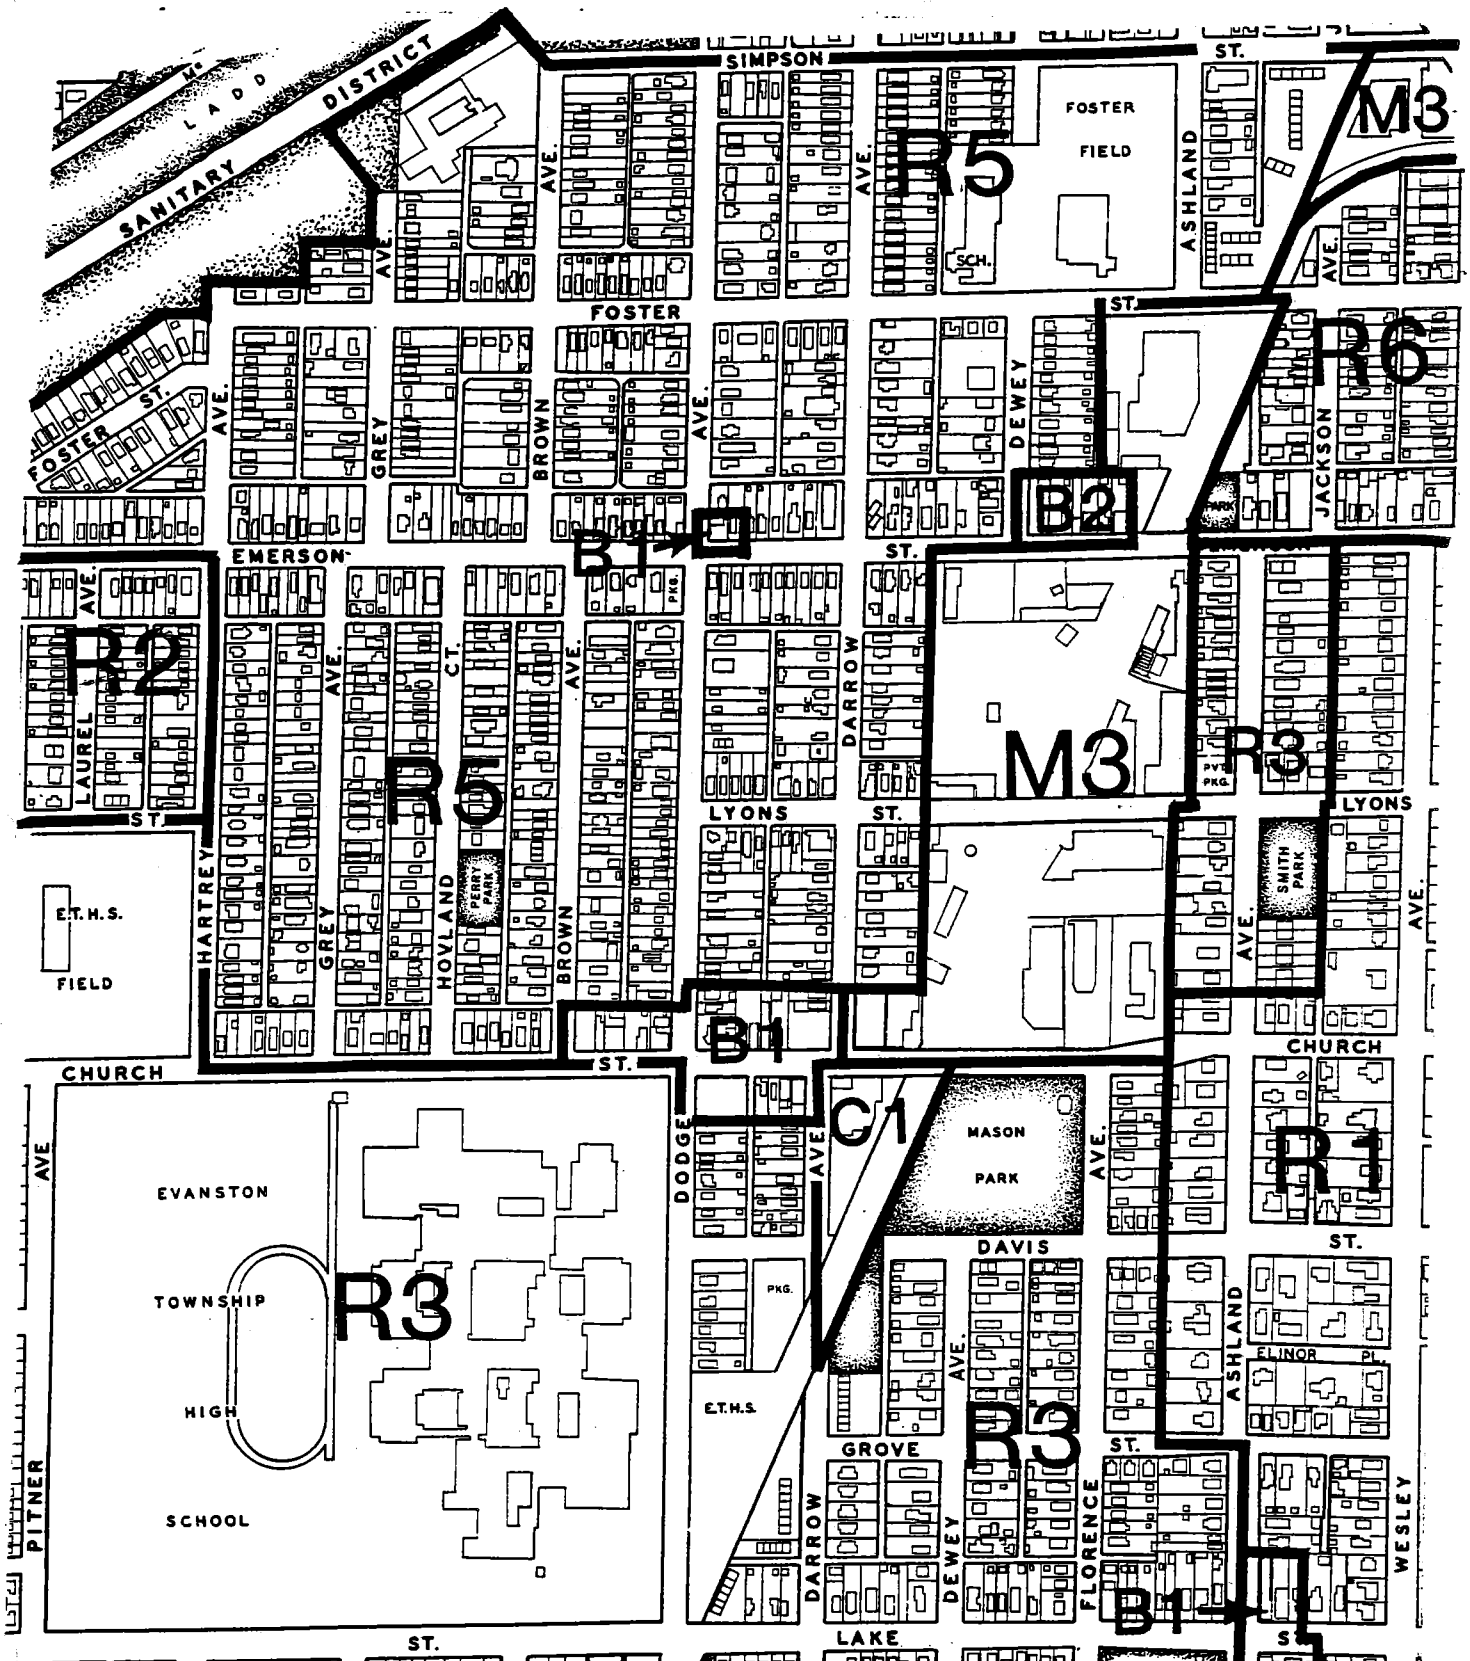 ST.
SIMPSON
DISTRICT
LADD
SANITARY
M3
FOSTER
FIELD
R5
AVE.
AVE.
ASHLAND
SCH.
AVE.
AVE.
FOSTER
ST.
R6
ST.
FOSTER
AVE.
GREY
BROWN
AVE.
DEWEY
JACKSON
B2
PARK
B1
EMERSON
ST.
EMERSON
PKG.
AVE.
R2
LAUREL
AVE.
CT.
AVE.
DARROW
R5
M3
R3
PVT.
PKG.
ST.
LYONS
ST.
LYONS
HARTREY
GREY
HOVLAND
PERRY
PARK
BROWN
SMITH
PARK
AVE.
AVE.
E.T.H.S.
FIELD
B1
CHURCH
ST.
CHURCH
AVE.
DODGE
AVE.
C1
MASON
PARK
AVE.
R1
EVANSTON
TOWNSHIP
HIGH
SCHOOL
R3
DAVIS
ST.
PKG.
AVE.
ASHLAND
ELINOR PL.
E.T.H.S.
R3
GROVE
ST.
PITNER
DARROW
DEWEY
FLORENCE
WESLEY
B1
ST.
LAKE